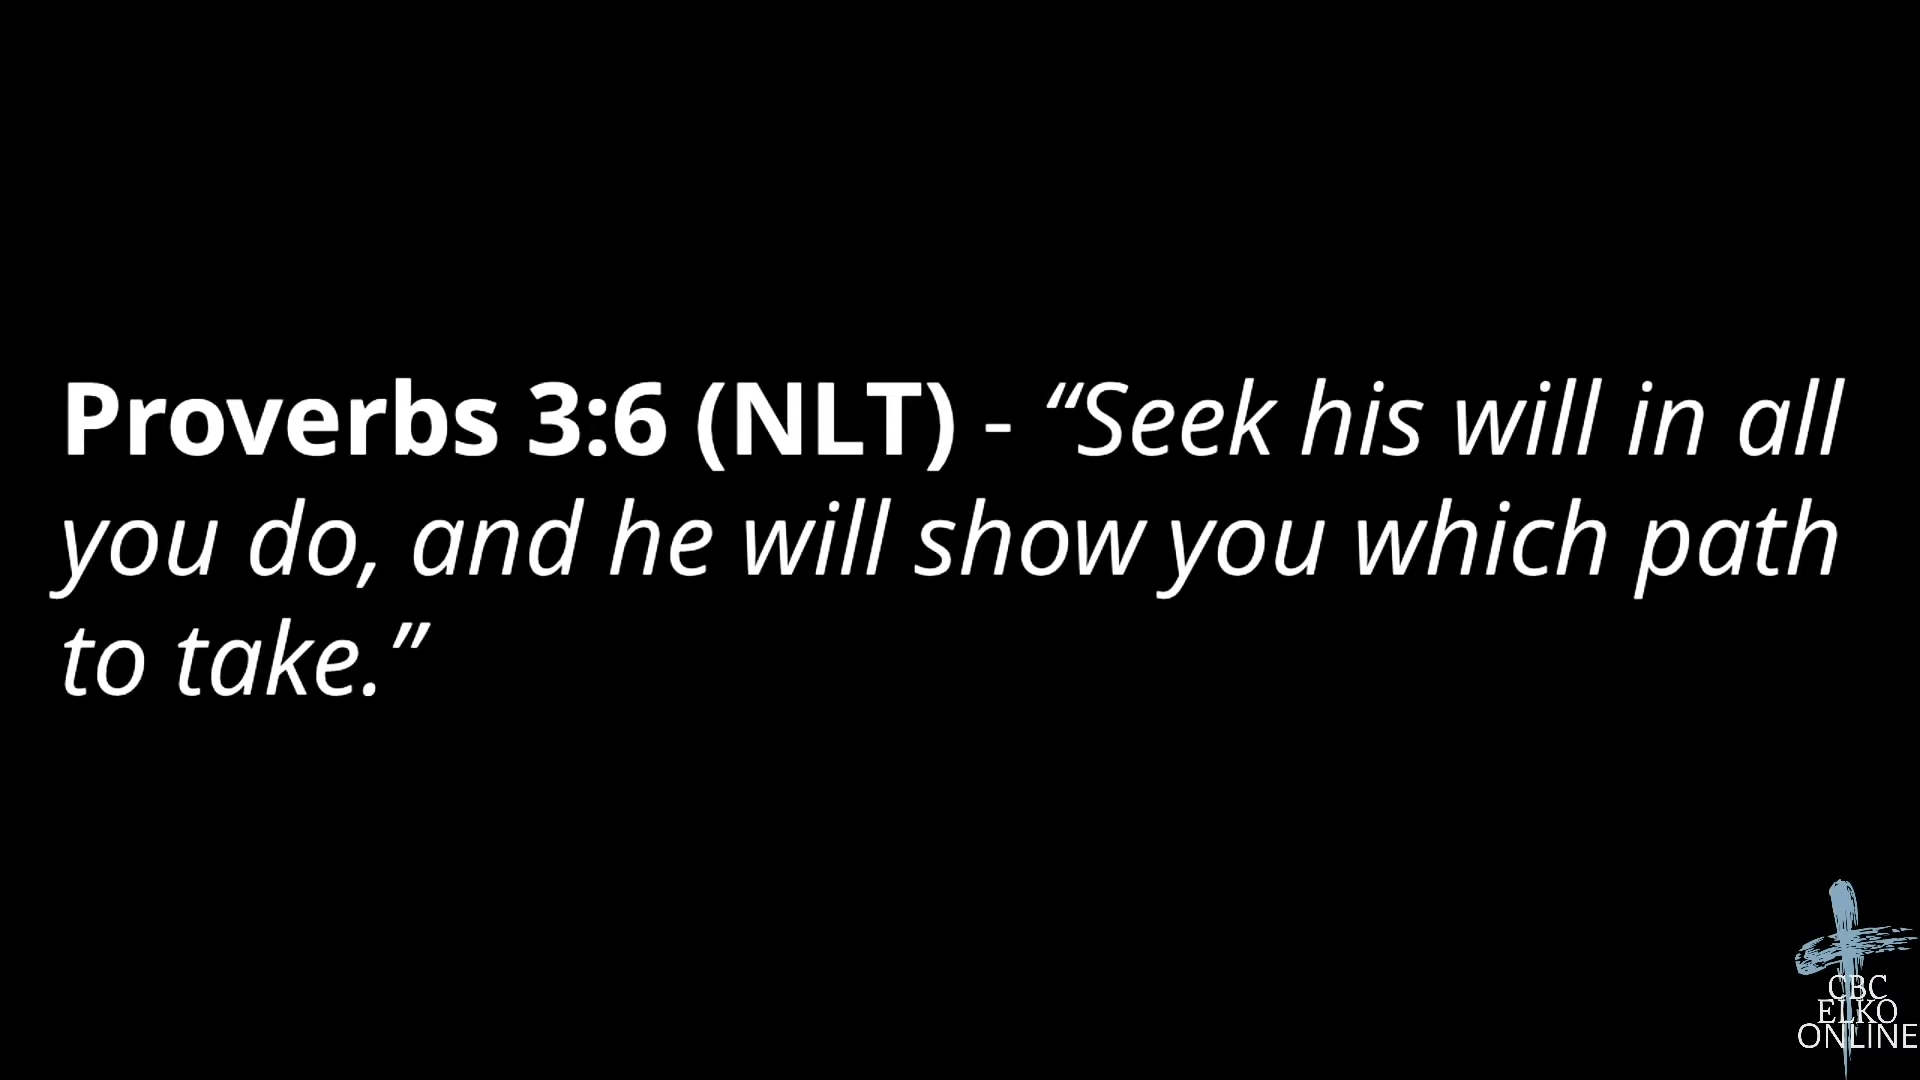 Proverbs 3:6 (NLT) - “Seek his will in all
you do, and he will show you which path
to take.”
CBC
ELKO
ONLINE